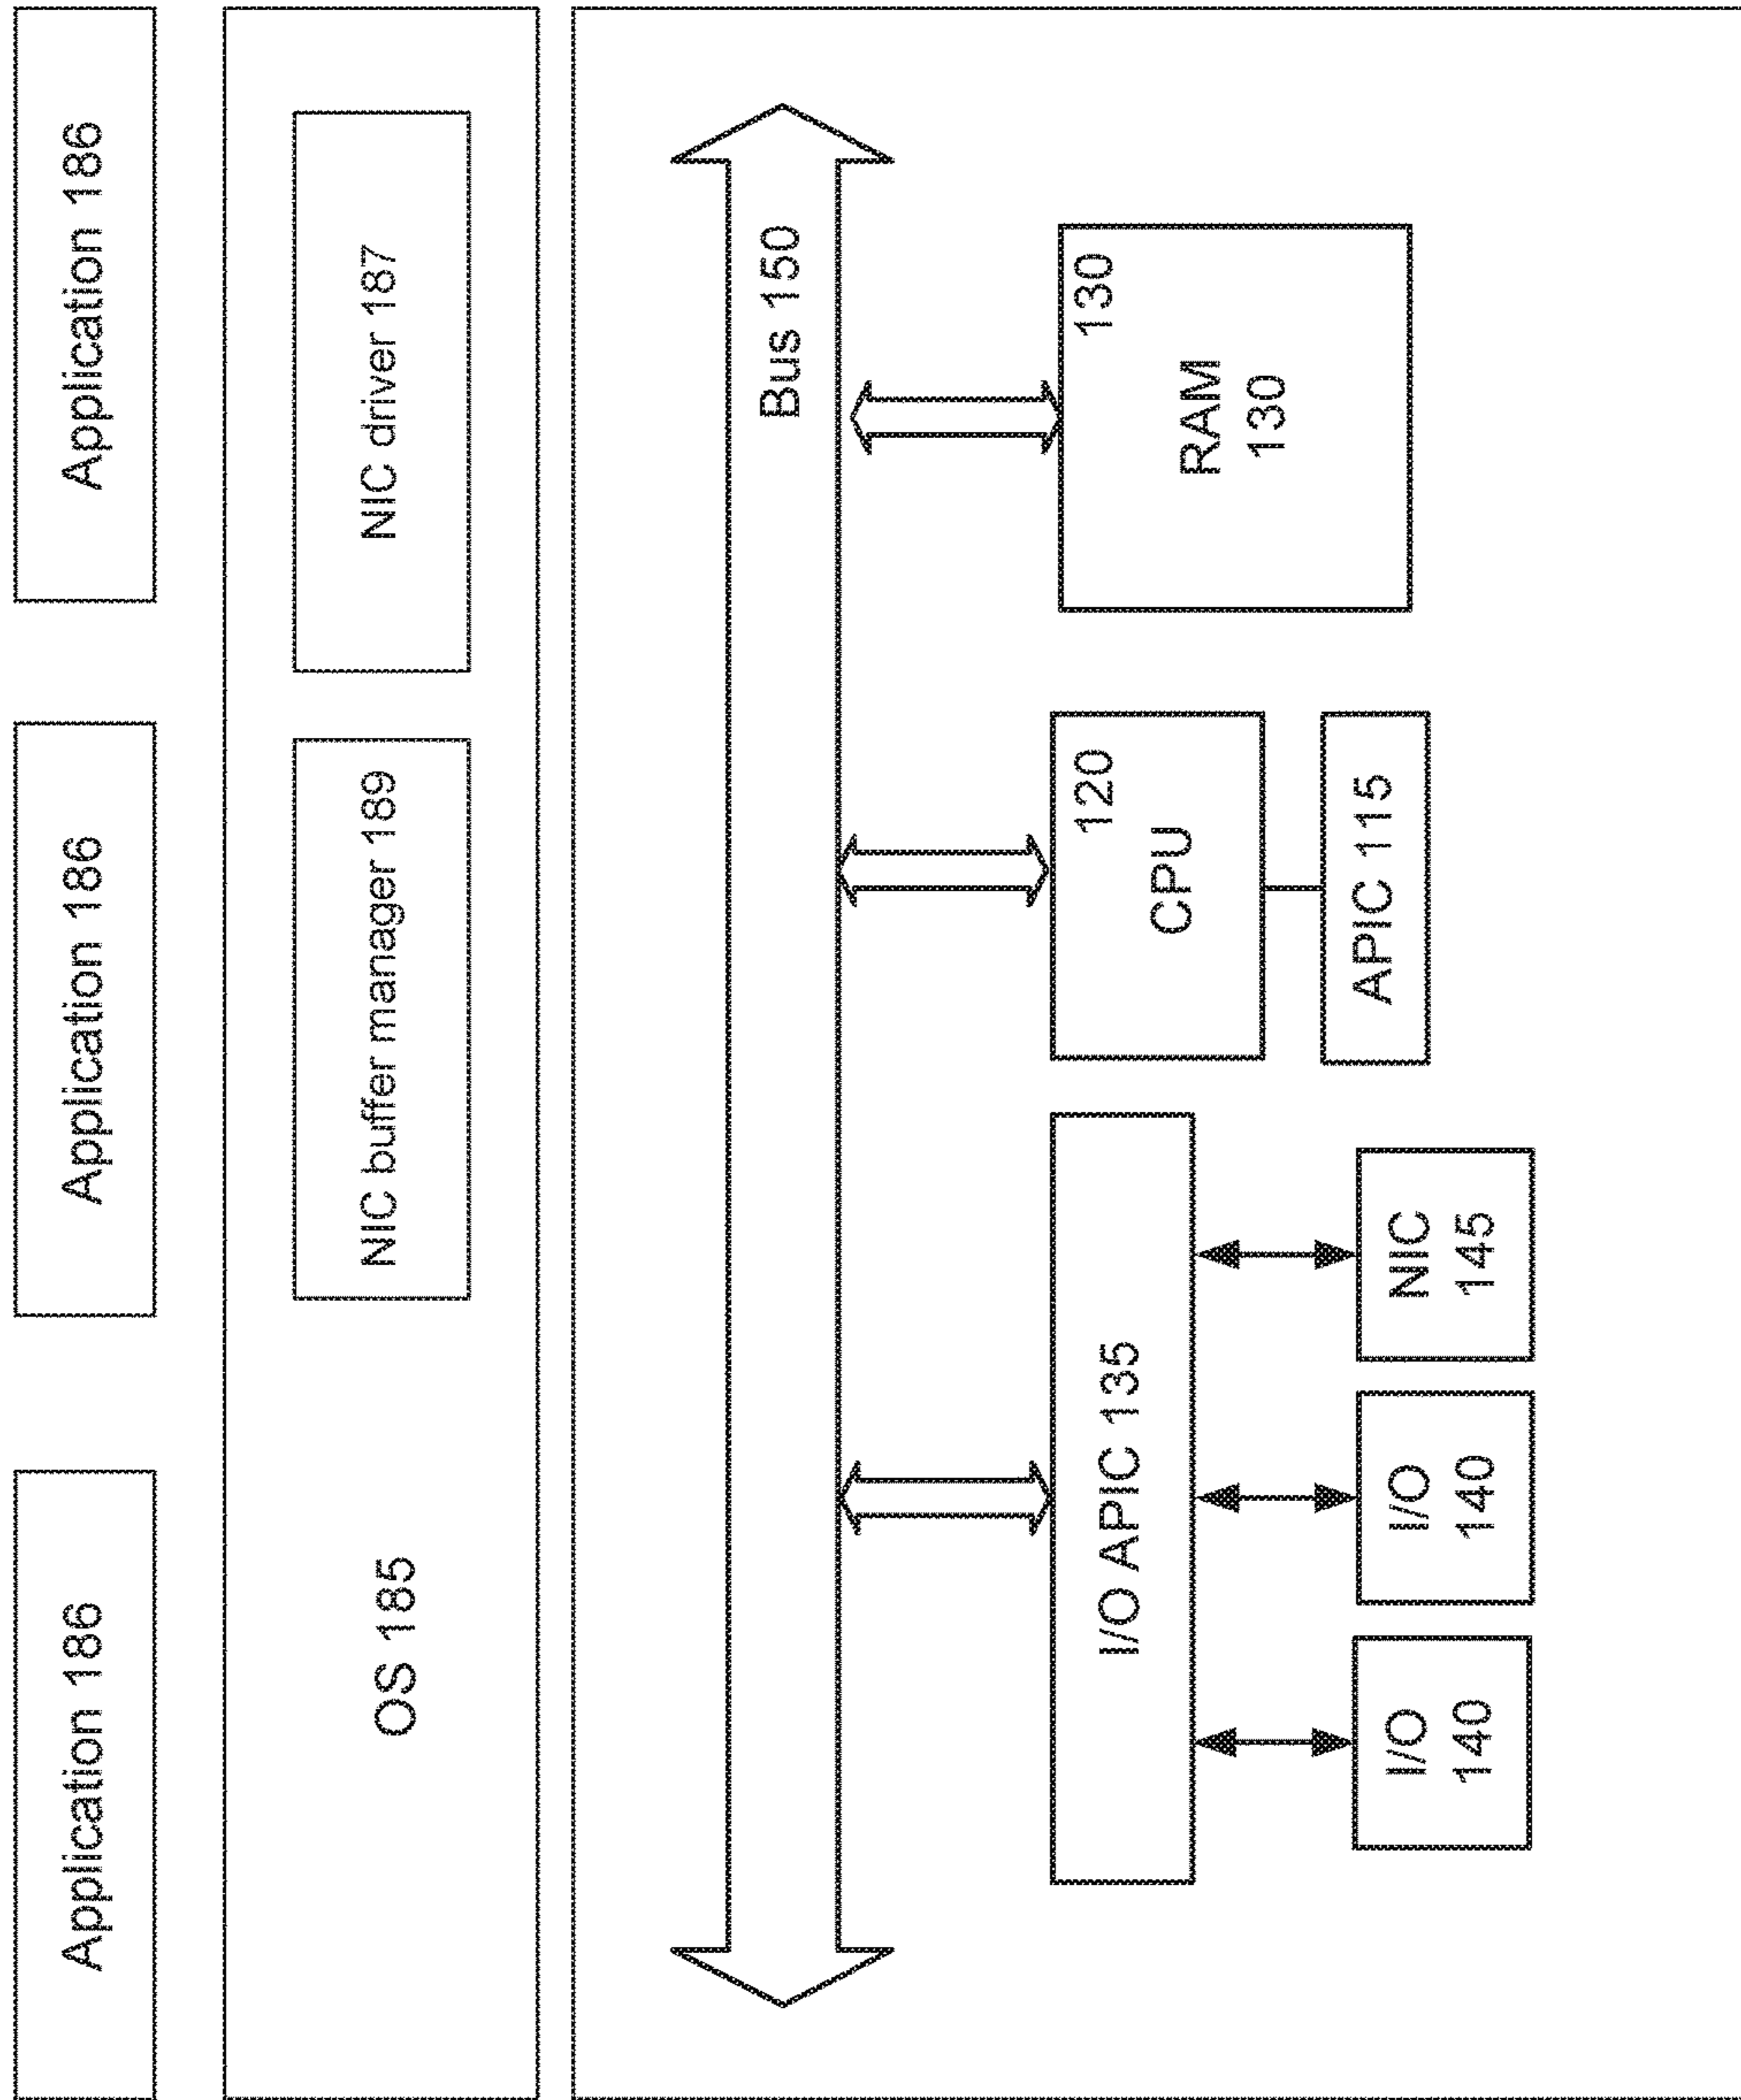 Application 186
Application 186
Application 186
OS 185
NIC buffer manager 189
NIC driver 187
Bus 150
I/O APIC 135
120
CPU
130
RAM
130
APIC 115
I/O
140
I/O
140
NIC
145